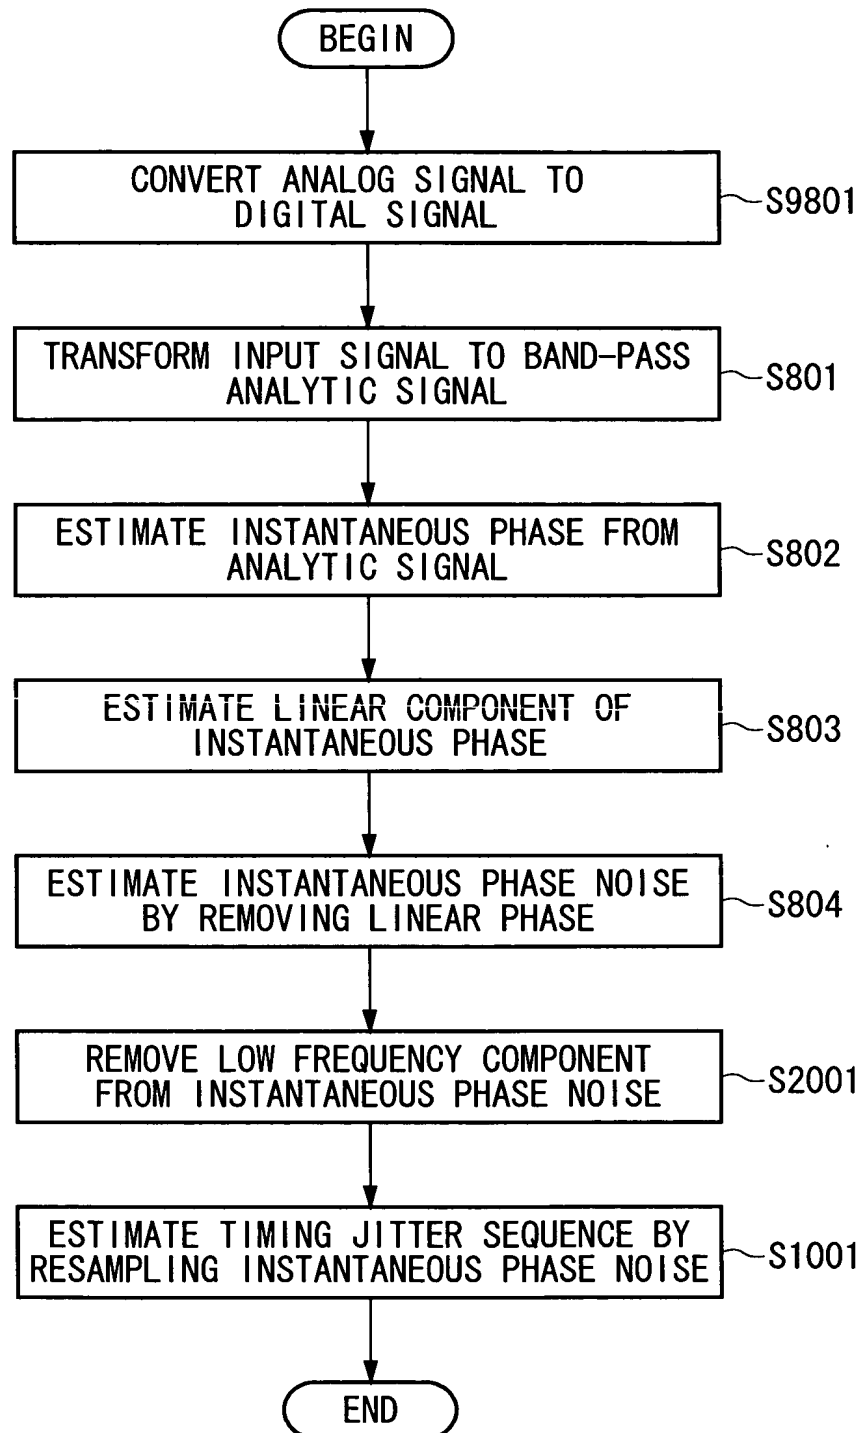 BEGIN
CONVERT ANALOG SIGNAL TO
DIGITAL SIGNAL
S9801
TRANSFORM INPUT SIGNAL TO BAND-PASS
ANALYTIC SIGNAL
S801
ESTIMATE INSTANTANEOUS PHASE FROM
ANALYTIC SIGNAL
S802
ESTIMATE LINEAR COMPONENT OF
INSTANTANEOUS PHASE
S803
ESTIMATE INSTANTANEOUS PHASE NOISE
BY REMOVING LINEAR PHASE
S804
REMOVE LOW FREQUENCY COMPONENT
FROM INSTANTANEOUS PHASE NOISE
S2001
ESTIMATE TIMING JITTER SEQUENCE BY
RESAMPLING INSTANTANEOUS PHASE NOISE
S1001
END